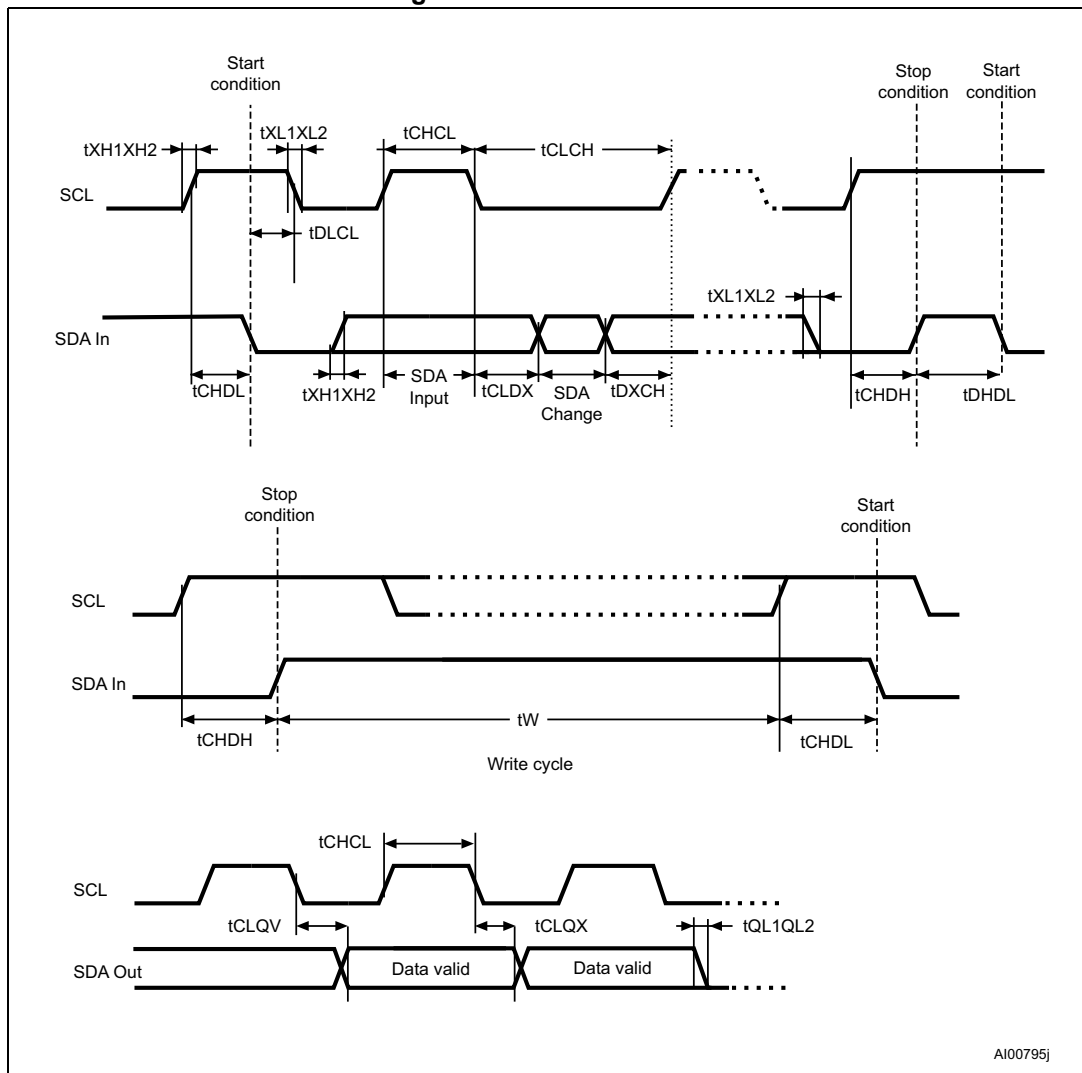 Start
condition
Stop
condition
Start
condition
tXH1XH2
tXL1XL2
tCHCL
tCLCH
SCL
tDLCL
tXL1XL2
SDA In
tCHDL
tXH1XH2
SDA
Input
tCLDX
SDA
Change
tDXCH
tCHDH
tDHDL
Stop
condition
Start
condition
SCL
SDA In
tCHDH
tW
tCHDL
Write cycle
tCHCL
SCL
tCLQV
tCLQX
tQL1QL2
SDA Out
Data valid
Data valid
AI00795j